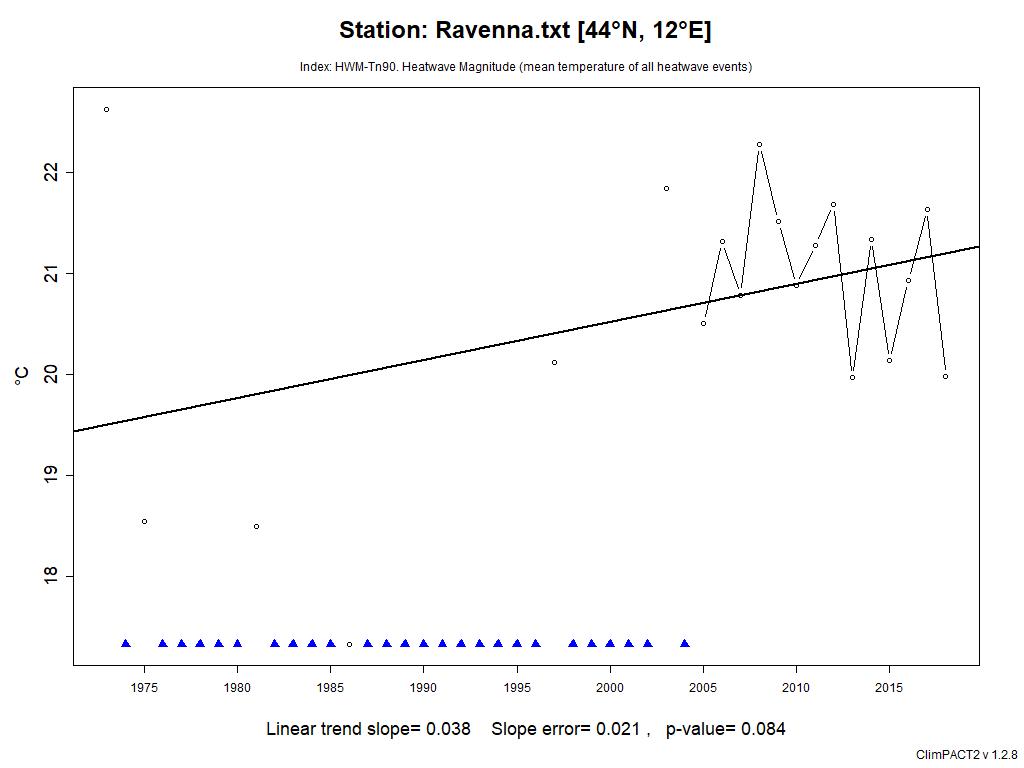 Station: Ravenna.txt [44°N, 12°E]
Index: HWM-Tn90. Heatwave Magnitude (mean temperature of all heatwave events)
22
21
20
19
18
°C
1975 1980 1985 1990 1995 2000 2005 2010 2015
Linear trend slope= 0.038 Slope error= 0.021 , p-value= 0.084
ClimPACT2 v 1.2.8